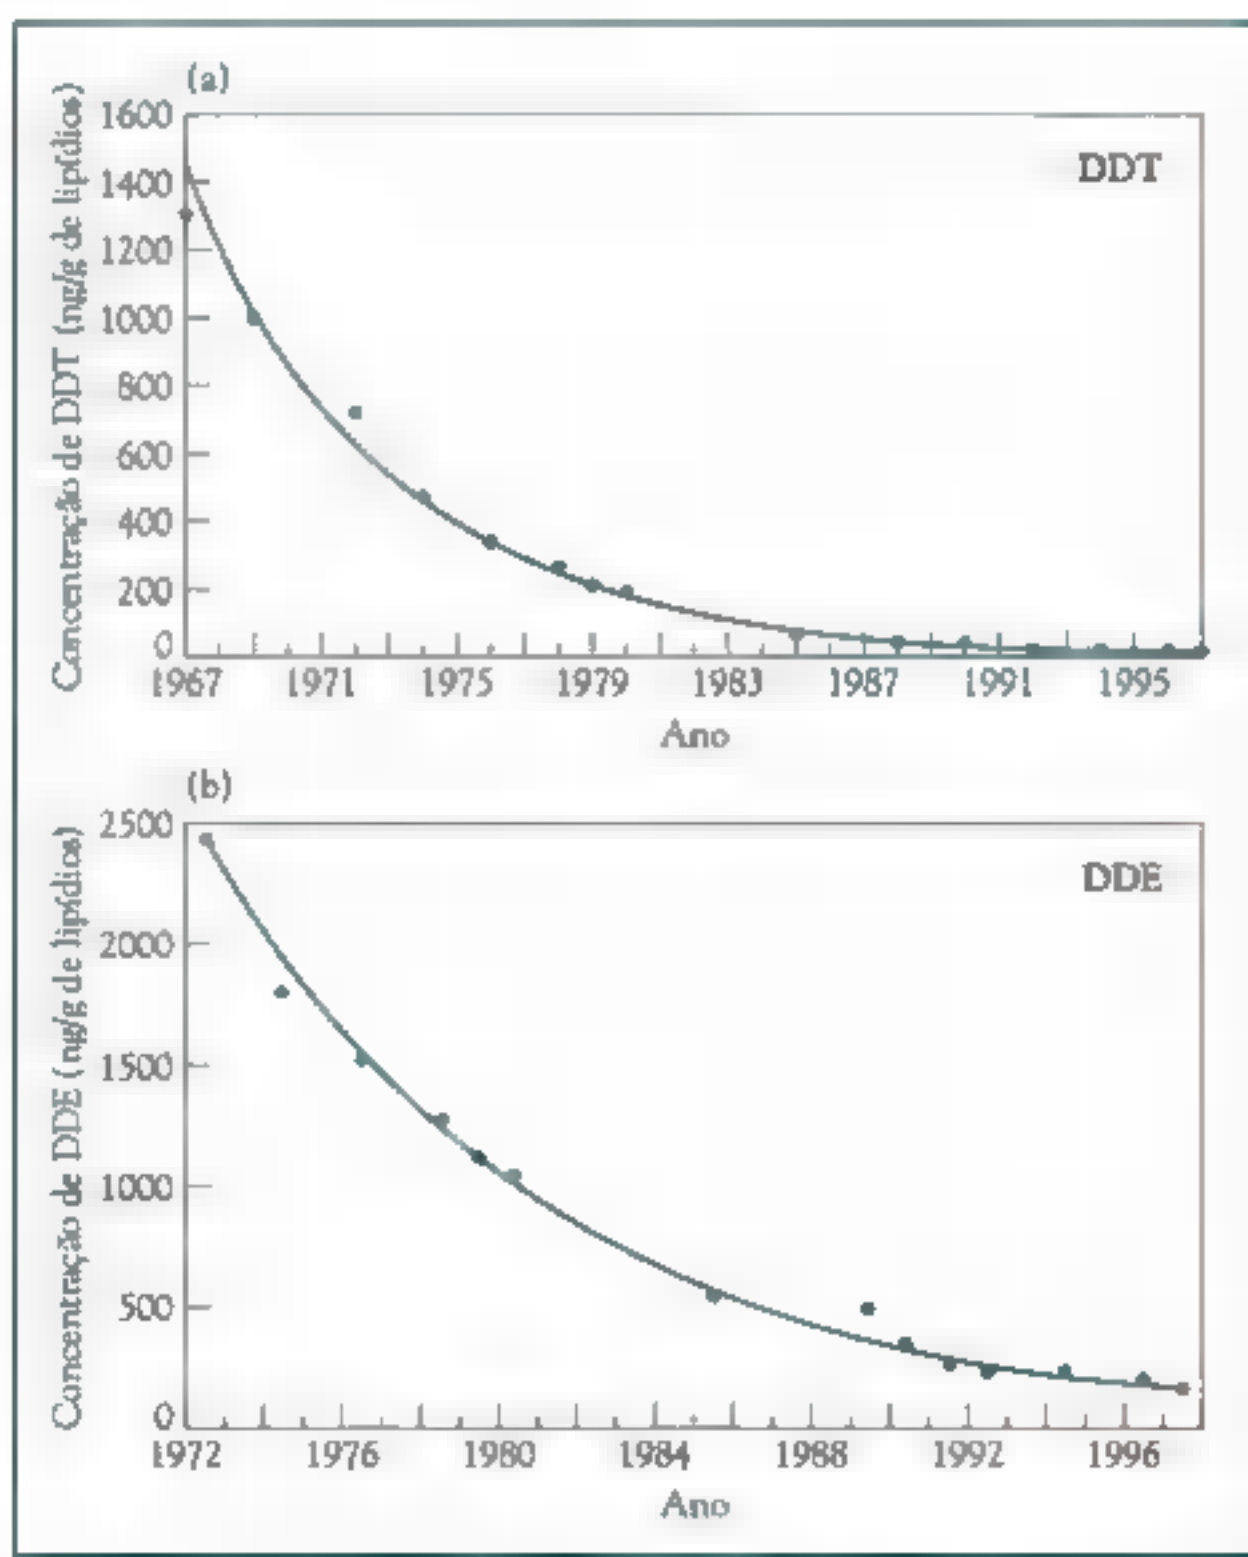 (a)
Concentração de DDT (ng/g de lipídios)
1600
1400
1200
1000
800
600
400
200
0
DDT
1967 1971 1975 1979 1983 1987 1991 1995
Ano
(b)
Concentração de DDE (ng/g de lipídios)
2500
2000
1500
1000
500
0
DDE
1972 1976 1980 1984 1988 1992 1996
Ano